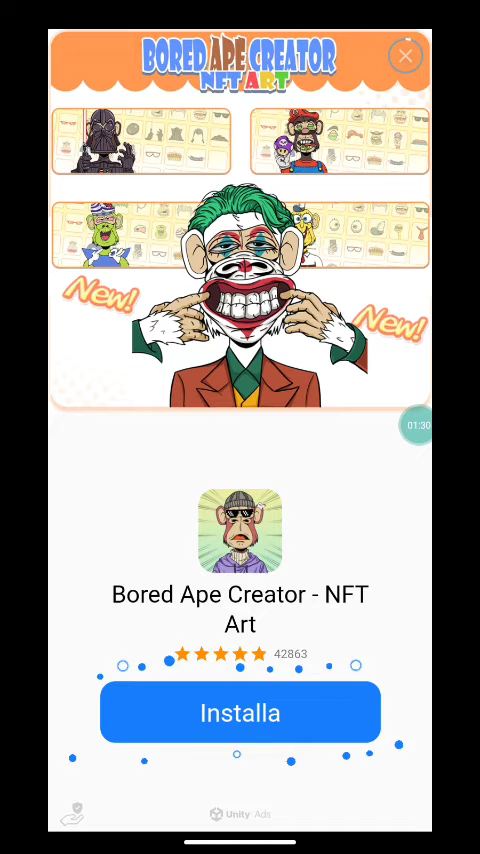 BORED APE CREATOR
NFT ART
New!
New!
01:30
Bored Ape Creator - NFT
Art
42863
Installa
Unity Ads